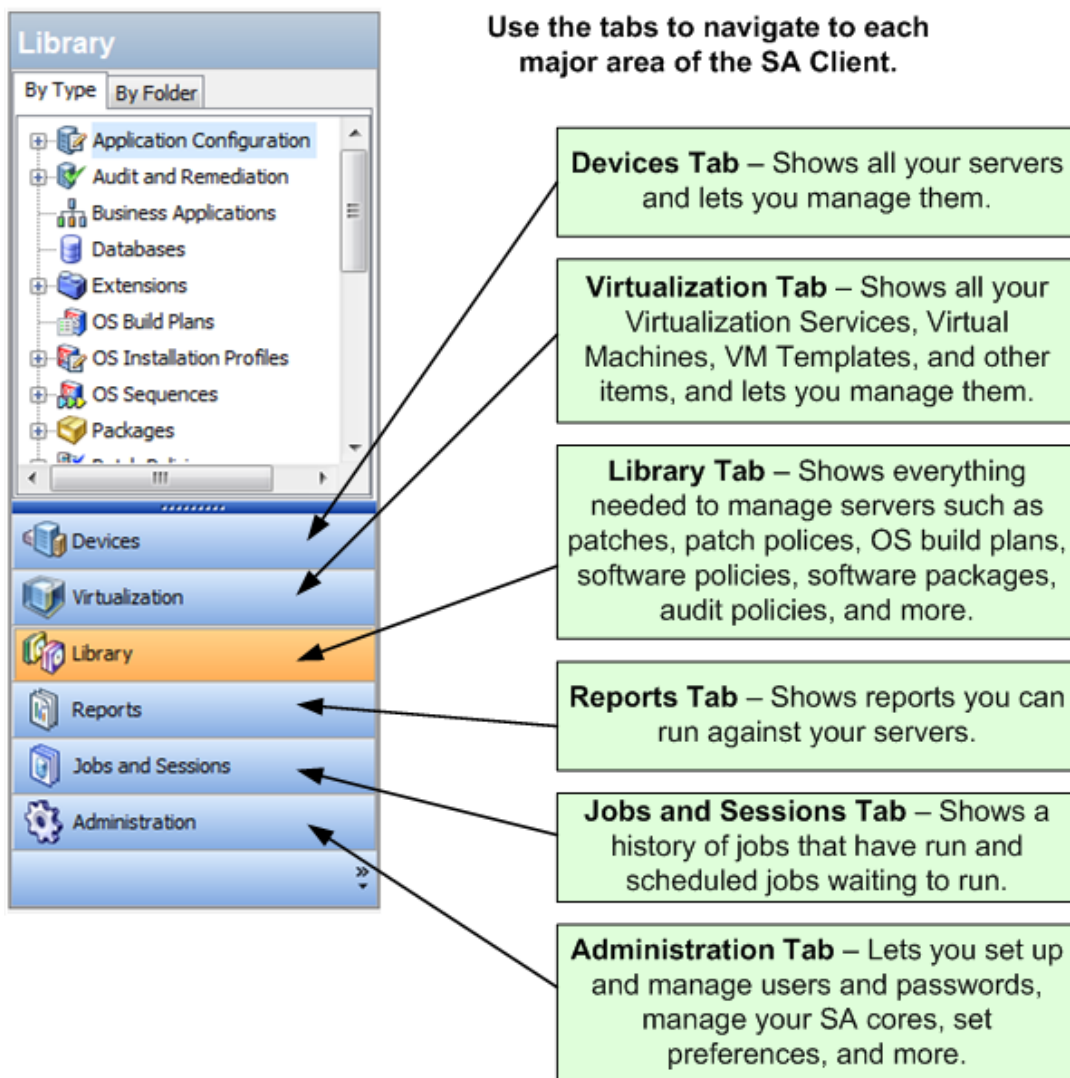 Library
By Type
By Folder
Application Configuration
Audit and Remediation
Business Applications
Databases
Extensions
OS Build Plans
OS Installation Profiles
OS Sequences
Packages
Devices
Virtualization
Library
Reports
Jobs and Sessions
Administration
Use the tabs to navigate to each
major area of the SA Client.
Devices Tab – Shows all your servers
and lets you manage them.
Virtualization Tab – Shows all your
Virtualization Services, Virtual
Machines, VM Templates, and other
items, and lets you manage them.
Library Tab – Shows everything
needed to manage servers such as
patches, patch polices, OS build plans,
software policies, software packages,
audit policies, and more.
Reports Tab – Shows reports you can
run against your servers.
Jobs and Sessions Tab – Shows a
history of jobs that have run and
scheduled jobs waiting to run.
Administration Tab – Lets you set up
and manage users and passwords,
manage your SA cores, set
preferences, and more.